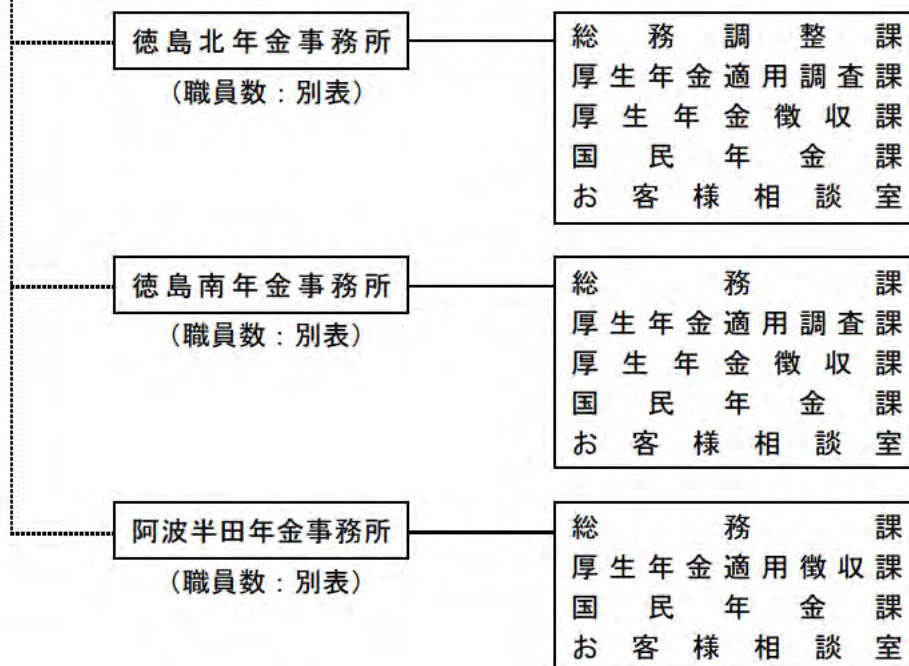 徳島北年金事務所
(職員数：別表)
総務調整課
厚生年金適用調査課
厚生年金徴収課
国民年金課
お客様相談室
徳島南年金事務所
(職員数：別表)
総務課
厚生年金適用調査課
厚生年金徴収課
国民年金課
お客様相談室
阿波半田年金事務所
(職員数：別表)
総務課
厚生年金適用徴収課
国民年金課
お客様相談室